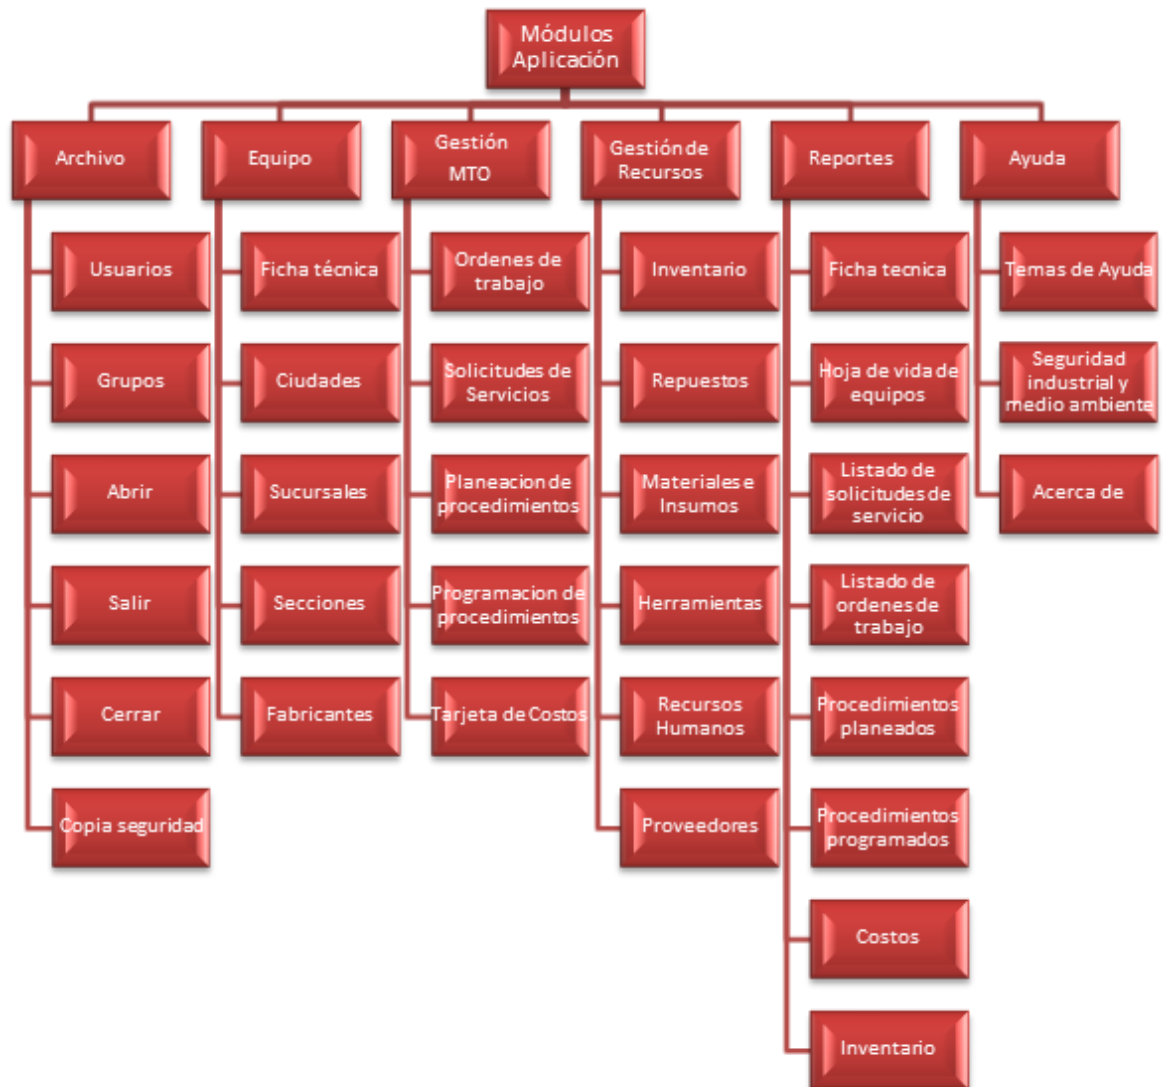 Módulos
Aplicación
Archivo
Usuarios
Grupos
Abrir
Salir
Cerrar
Copia seguridad
Equipo
Ficha técnica
Ciudades
Sucursales
Secciones
Fabricantes
Gestión
MTO
Ordenes de
trabajo
Solicitudes de
Servicios
Planeacion de
procedimientos
Programacion de
procedimientos
Tarjeta de Costos
Gestión de
Recursos
Inventario
Repuestos
Materiales e
Insumos
Herramientas
Recursos
Humanos
Proveedores
Reportes
Ficha tecnica
Hoja de vida de
equipos
Listado de
solicitudes de
servicio
Listado de
ordenes de
trabajo
Procedimientos
planeados
Procedimientos
programados
Costos
Inventario
Ayuda
Temas de Ayuda
Seguridad
industrial y
medio ambiente
Acerca de